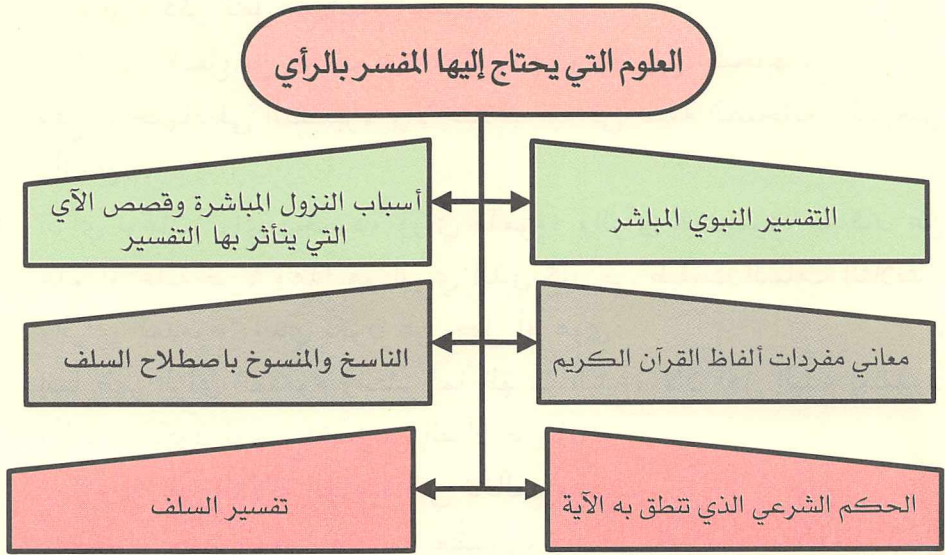 العلوم التي يحتاج إليها المفسر بالرأي
التفسير النبوي المباشر
أسباب النزول المباشرة وقصص الآي
التي يتأثر بها التفسير
معاني مفردات ألفاظ القرآن الكريم
الناسخ والمنسوخ باصطلاح السلف
الحكم الشرعي الذي تنطق به الآية
تفسير السلف